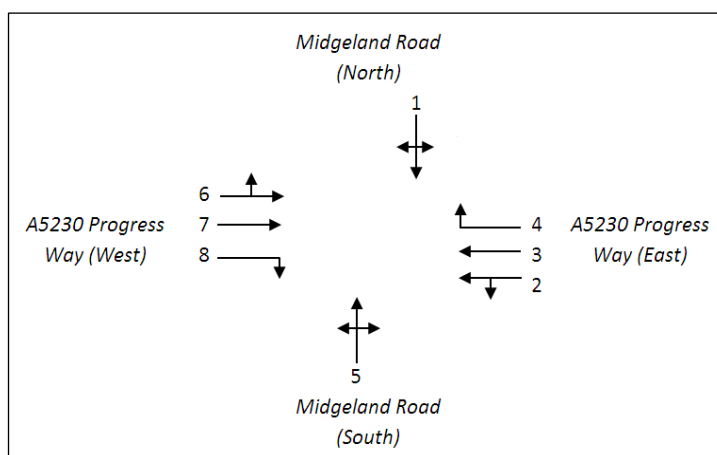 Midgeland Road
(North)
1
6
7
8
A5230 Progress
Way (West)
4
3
2
A5230 Progress
Way (East)
5
Midgeland Road
(South)